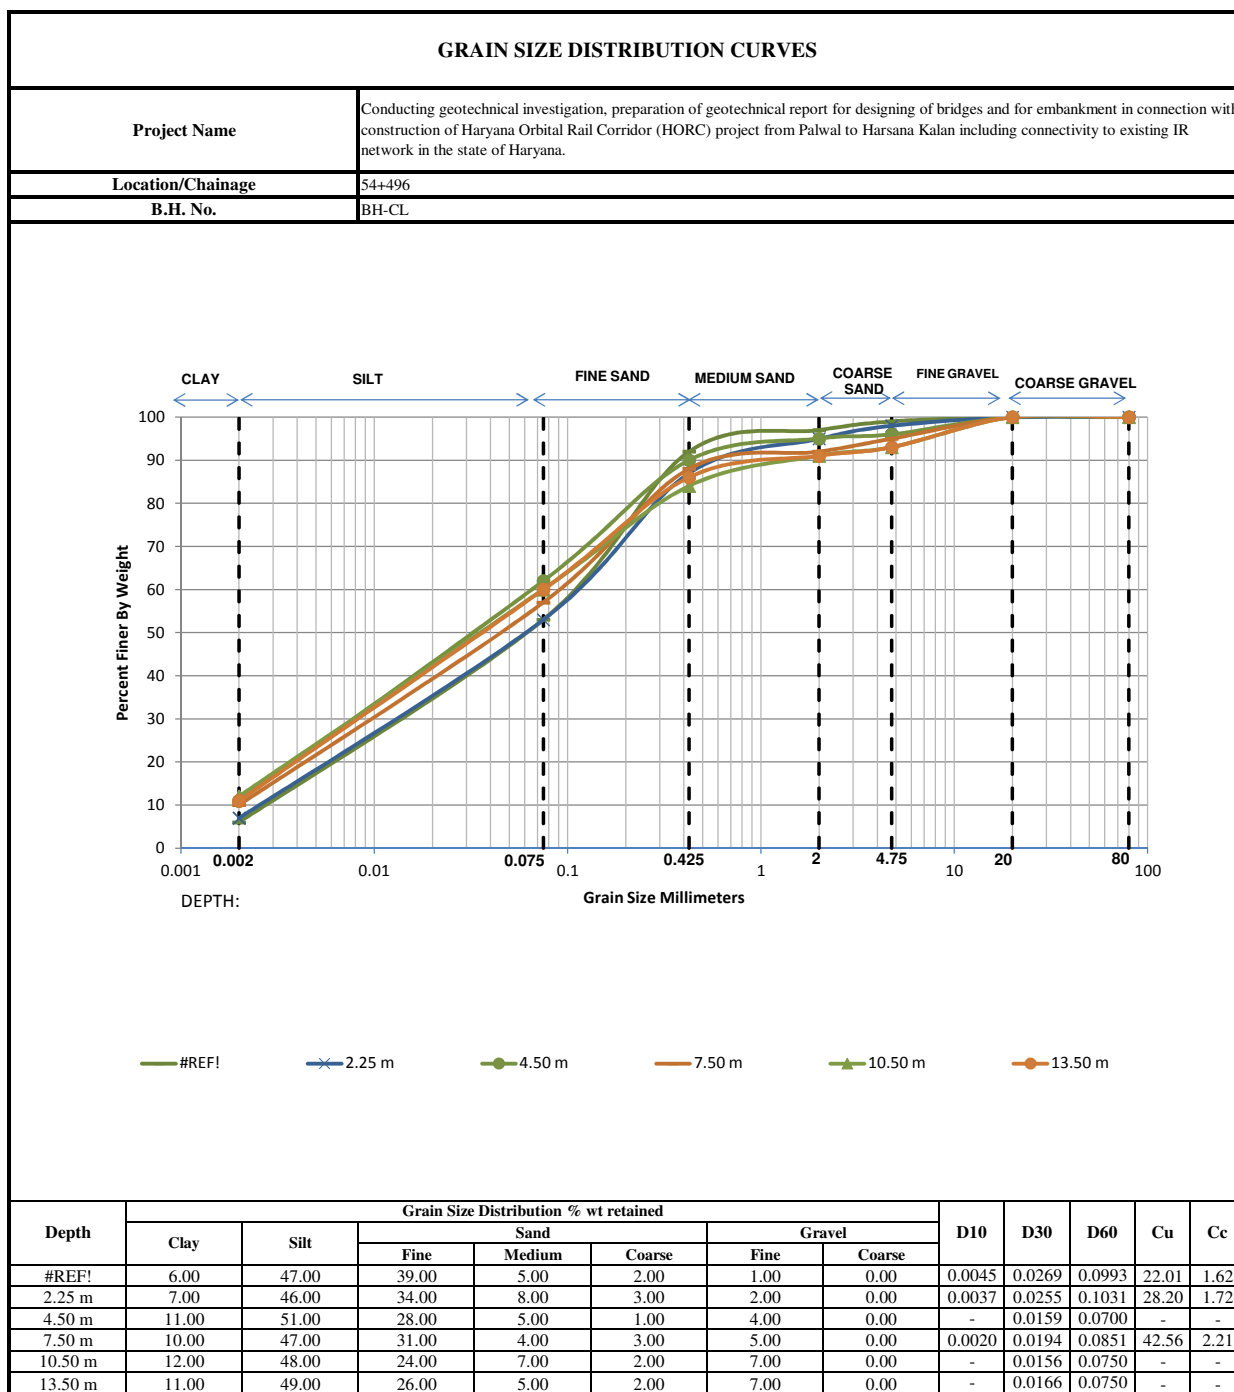 GRAIN SIZE DISTRIBUTION CURVES
Project Name
Conducting geotechnical investigation, preparation of geotechnical report for designing of bridges and for embankment in connection with
construction of Haryana Orbital Rail Corridor (HORC) project from Palwal to Harsana Kalan including connectivity to existing IR
network in the state of Haryana.
Location/Chainage 54+496
B.H. No. BH-CL
CLAY SILT FINE SAND MEDIUM SAND COARSE SAND FINE GRAVEL COARSE GRAVEL
100
90
80
70
60
50
40
30
20
10
0
Percent Finer By Weight
0.002 0.075 0.425 2 4.75 20 80
0.001 0.01 0.1 1 10 100
DEPTH: Grain Size Millimeters
#REF! 2.25 m 4.50 m 7.50 m 10.50 m 13.50 m
Grain Size Distribution % wt retained
Depth Clay Silt Sand Gravel D10 D30 D60 Cu Cc
Fine Medium Coarse Fine Coarse
#REF! 6.00 47.00 39.00 5.00 2.00 1.00 0.00 0.0045 0.0269 0.0993 22.01 1.62
2.25 m 7.00 46.00 34.00 8.00 3.00 2.00 0.00 0.0037 0.0255 0.1031 28.20 1.72
4.50 m 11.00 51.00 28.00 5.00 1.00 4.00 0.00 - 0.0159 0.0700 - -
7.50 m 10.00 47.00 31.00 4.00 3.00 5.00 0.00 0.0020 0.0194 0.0851 42.56 2.21
10.50 m 12.00 48.00 24.00 7.00 2.00 7.00 0.00 - 0.0156 0.0750 - -
13.50 m 11.00 49.00 26.00 5.00 2.00 7.00 0.00 - 0.0166 0.0750 - -